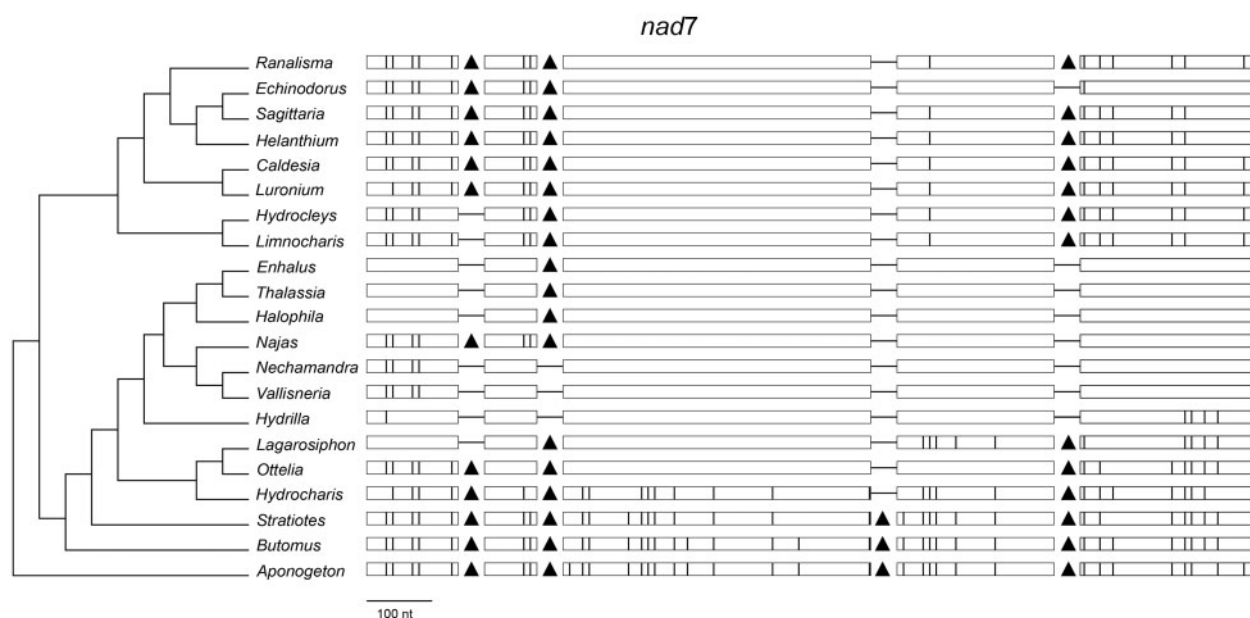 nad7
Ranalisma
Echinodorus
Sagittaria
Helanthium
Caldesia
Luronium
Hydrocleys
Limnocharis
Enhalus
Thalassia
Halophila
Najas
Nechamandra
Vallisneria
Hydrilla
Lagarosiphon
Ottelia
Hydrocharis
Stratiotes
Butomus
Aponogeton
100 nt